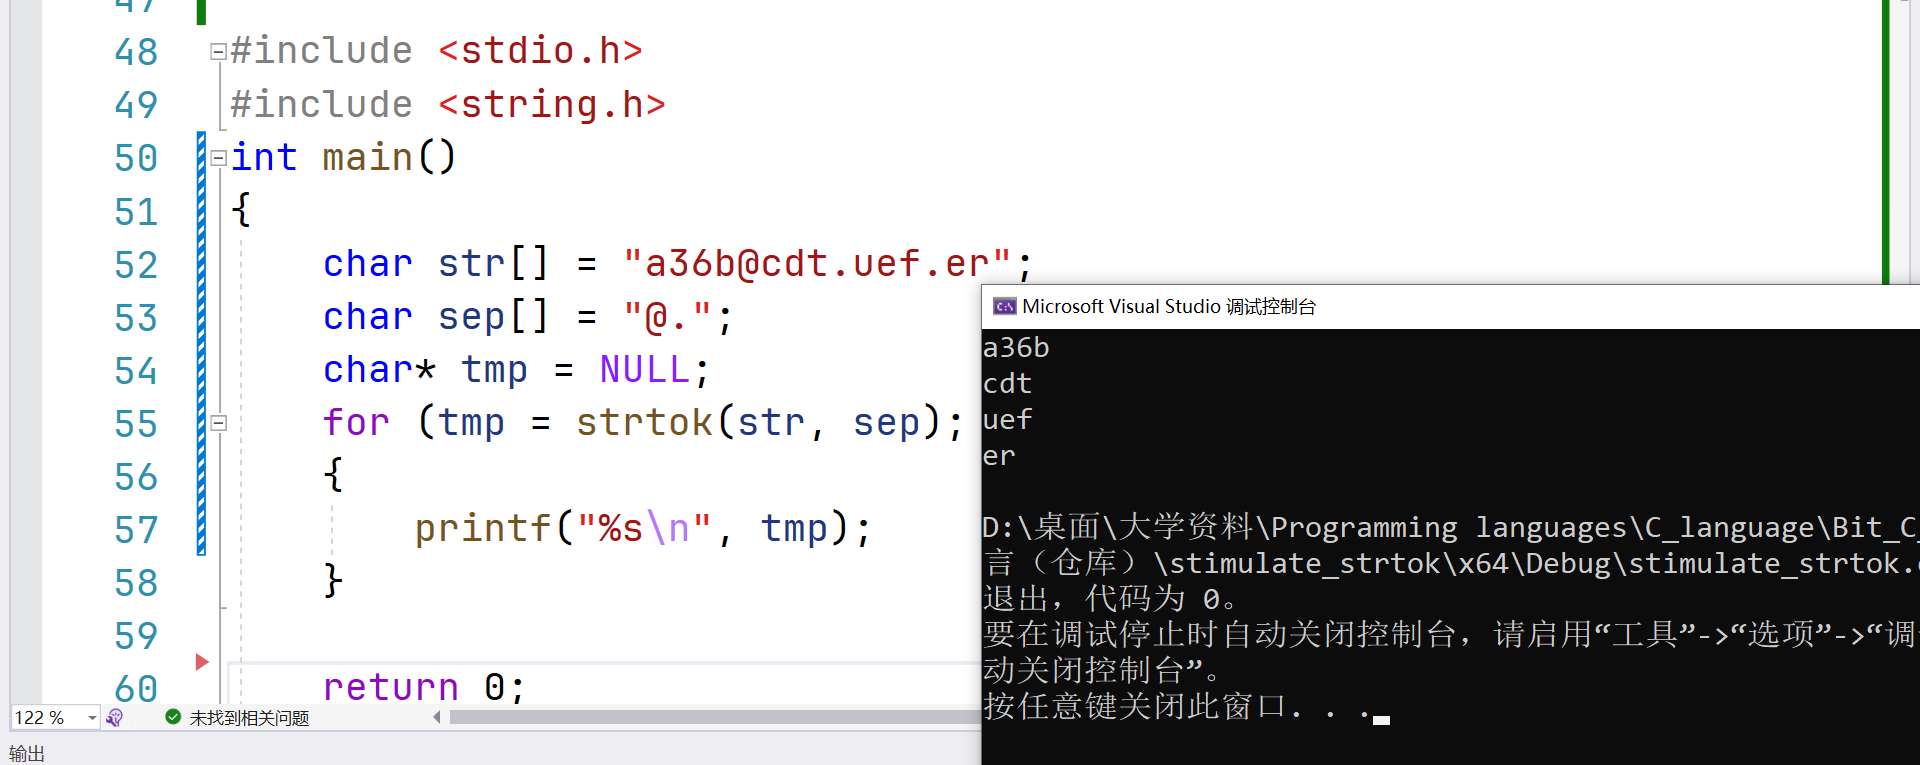 47
48 #include <stdio.h>
49 #include <string.h>
50 int main()
51 {
52 char str[] = "a36b@cdt.uef.er";
53 char sep[] = "@.";
54 char* tmp = NULL;
55 for (tmp = strtok(str, sep);
56 {
57 printf("%s\n", tmp);
58 }
59
60 return 0;
122 %
未找到相关问题
输出
Microsoft Visual Studio 调试控制台
a36b
cdt
uef
er
D:\桌面\大学资料\Programming languages\C_language\Bit_C_
言（仓库）\stimulate_strtok\x64\Debug\stimulate_strtok.
退出，代码为 0。
要在调试停止时自动关闭控制台，请启用“工具”->“选项”->“调
动关闭控制台”。
按任意键关闭此窗口. . .